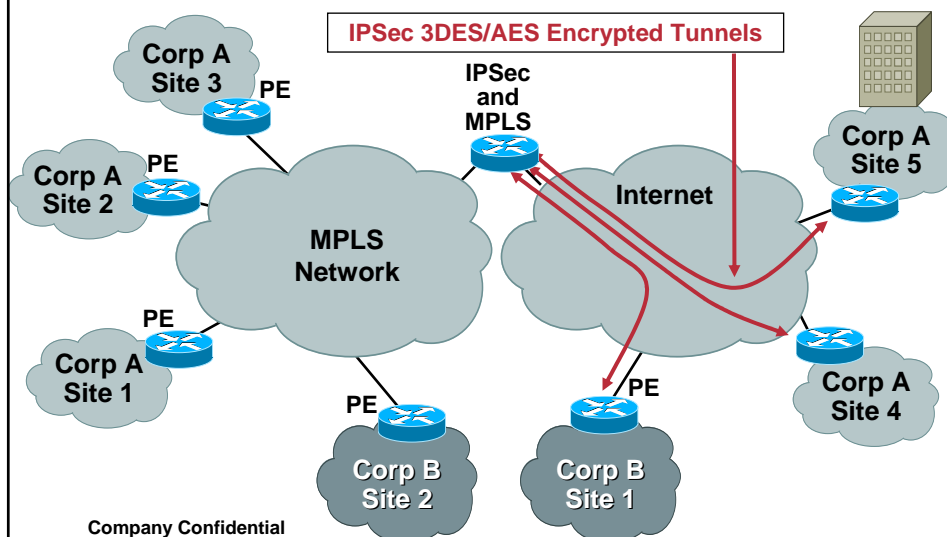 IPSec 3DES/AES Encrypted Tunnels
Corp A
Site 3
PE
IPSec
and
MPLS
Corp A
Site 5
Corp A
Site 2
PE
Internet
MPLS
Network
PE
Corp A
Site 1
Corp A
Site 4
PE
Corp B
Site 2
PE
Corp B
Site 1
Company Confidential